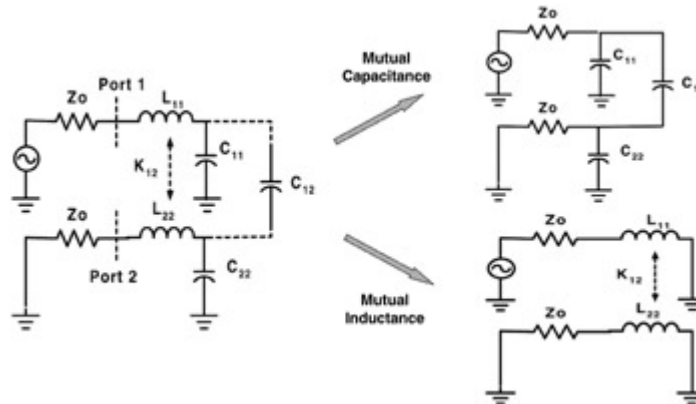 Port 1
Zo
L11
C11
K12
C12
L22
Zo
Port 2
C22
Mutual
Capacitance
Mutual
Inductance
Zo
C11
Zo
C22
Zo
L11
K12
L22
Zo